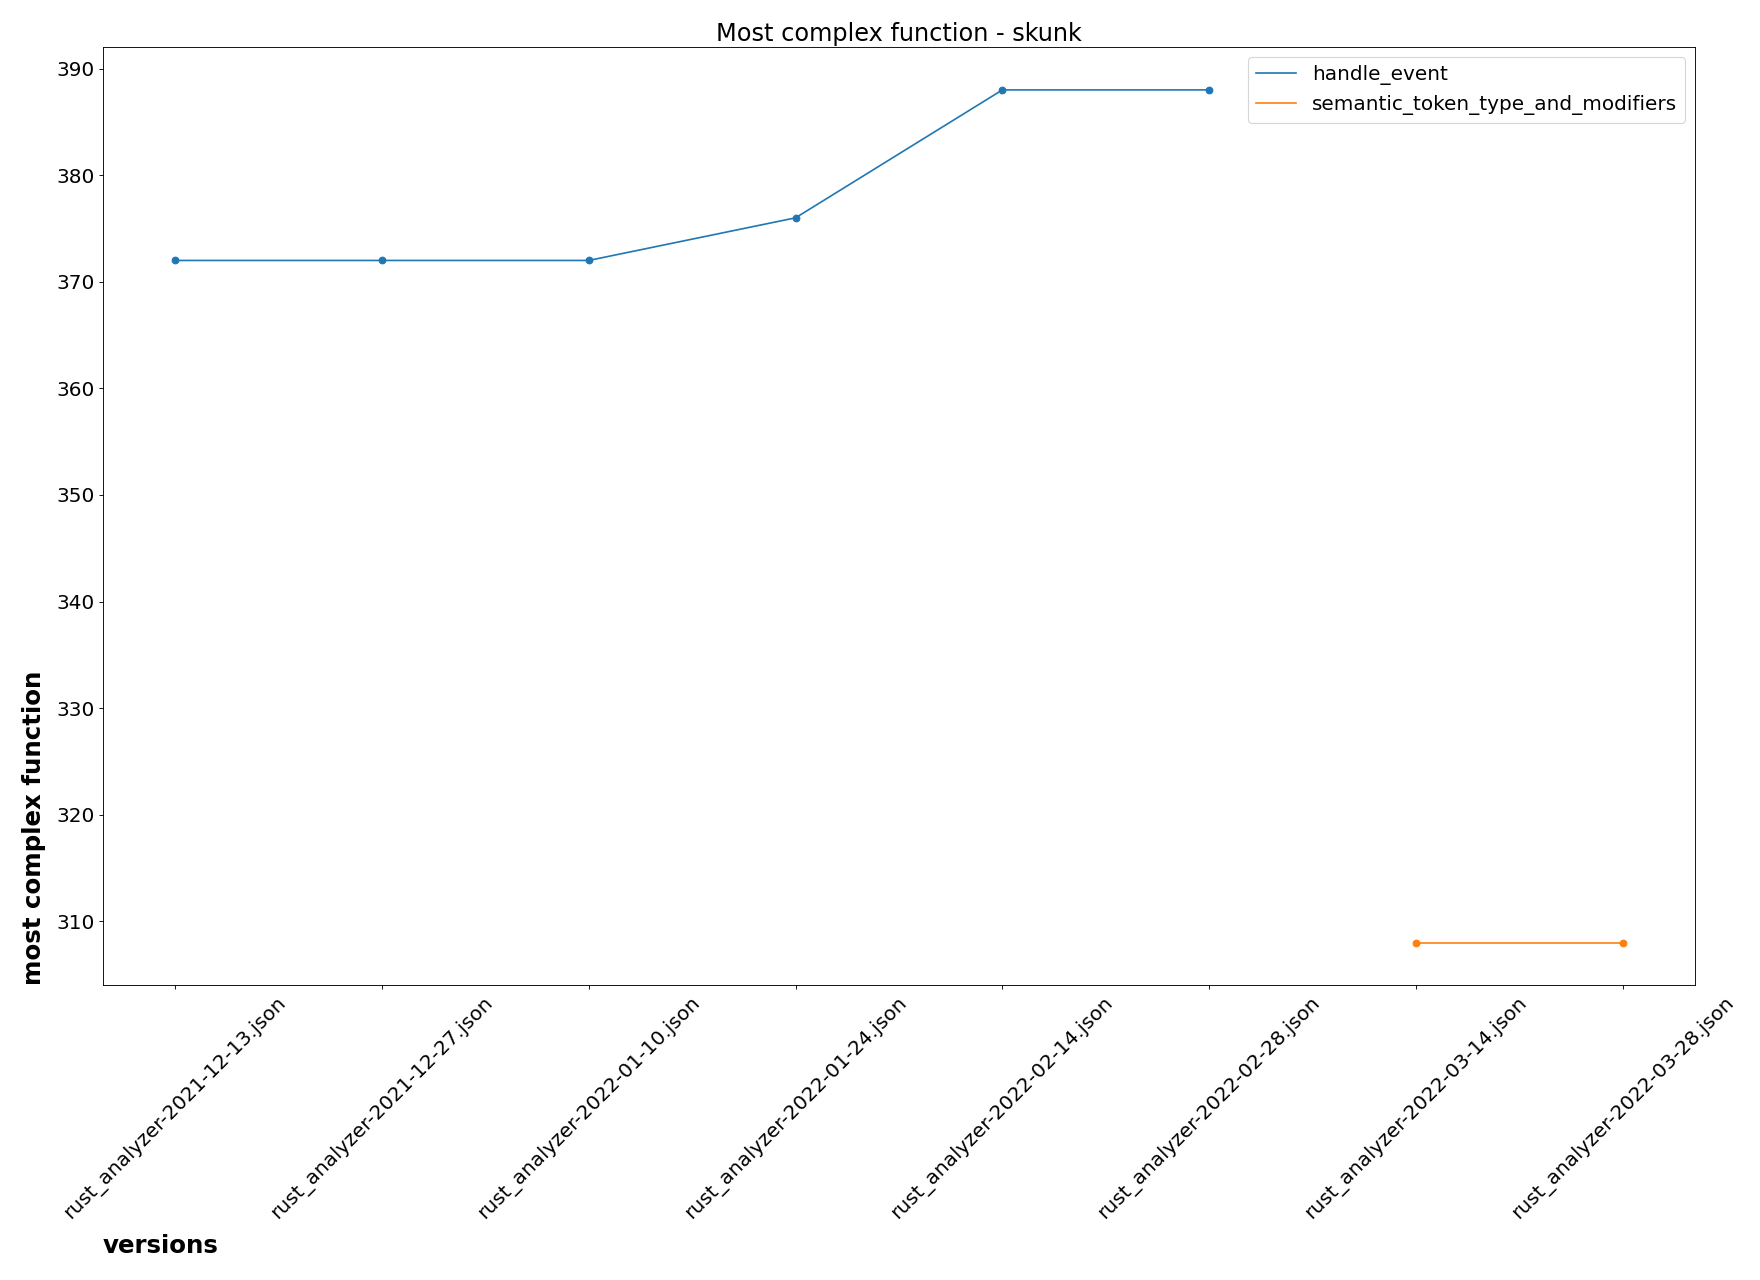 Most complex function - skunk
handle_event
semantic_token_type_and_modifiers
390
380
370
360
350
340
330
320
310
most complex function
rust_analyzer-2021-12-13.json
rust_analyzer-2021-12-27.json
rust_analyzer-2022-01-10.json
rust_analyzer-2022-01-24.json
rust_analyzer-2022-02-14.json
rust_analyzer-2022-02-28.json
rust_analyzer-2022-03-14.json
rust_analyzer-2022-03-28.json
versions